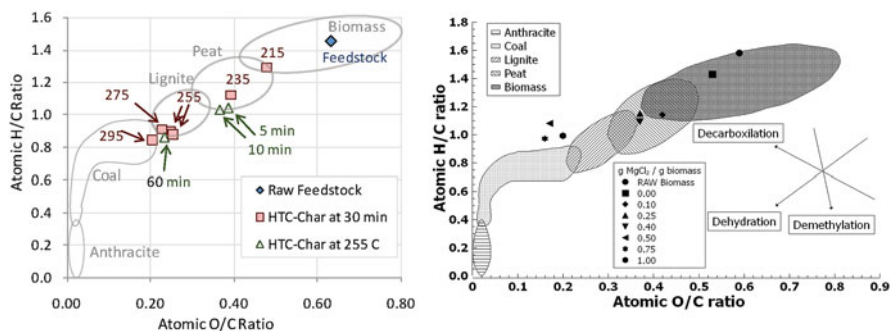 Atomic H/C Ratio
1.6
1.4
1.2
1.0
0.8
0.6
0.4
0.2
0.0
Biomass
Feedstock
Peat
215
Lignite
235
275
255
295
5 min
10 min
60 min
Coal
Anthracite
Raw Feedstock
HTC-Char at 30 min
HTC-Char at 255 C
0.00
0.20
0.40
0.60
0.80
Atomic O/C Ratio
Atomic H/C ratio
2.0
1.8
1.6
1.4
1.2
1.0
0.8
0.6
0.4
0.2
0.0
Anthracite
Coal
Lignite
Peat
Biomass
Decarboxilation
Dehydration
Demethylation
g MgCl₂ / g biomass
RAW Biomass
0.00
0.10
0.25
0.40
0.50
0.75
1.00
0.0
0.1
0.2
0.3
0.4
0.5
0.6
0.7
0.8
0.9
Atomic O/C ratio